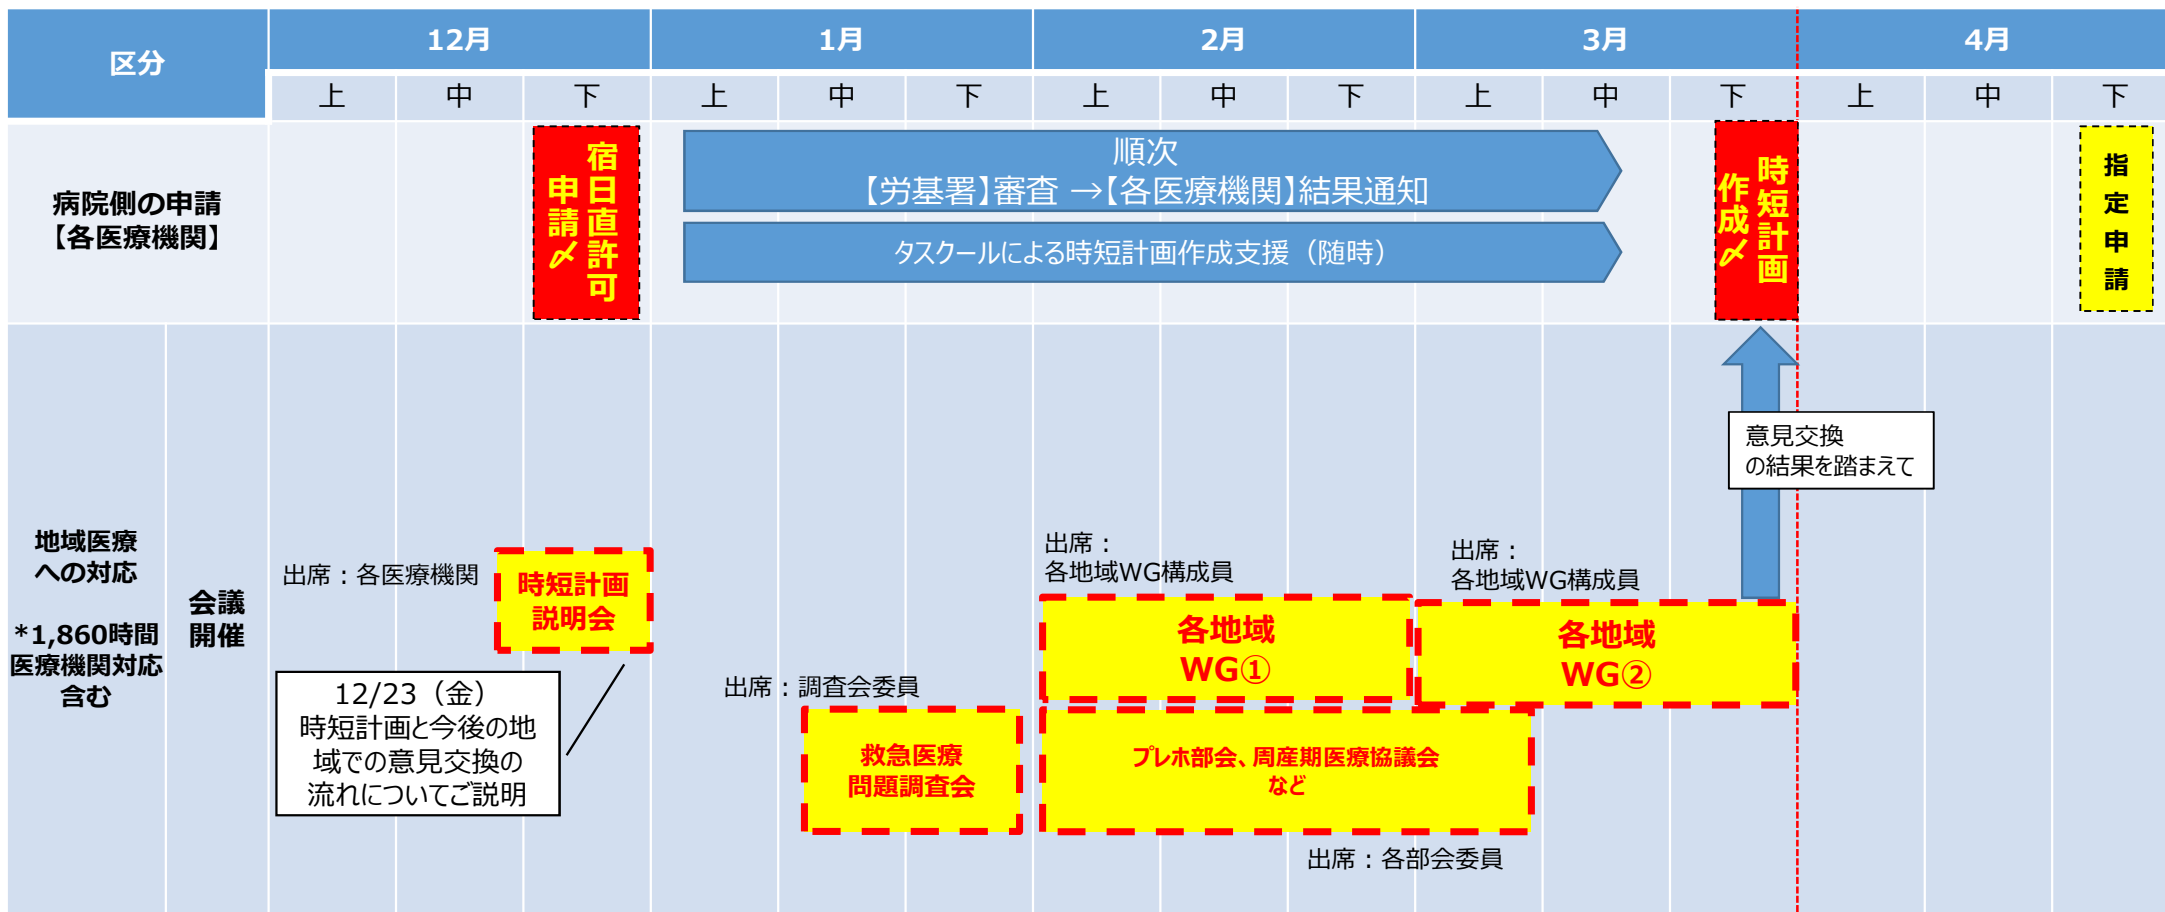 区分
12月
1月
2月
3月
4月
上 中 下 上 中 下 上 中 下 上 中 下 上 中 下
病院側の申請
【各医療機関】
宿日直許可
申請〆
順次
【労基署】審査 →【各医療機関】結果通知
タスクールによる時短計画作成支援（随時）
時短計画
作成〆
指定申請
地域医療
への対応
*1,860時間
医療機関対応
含む
会議
開催
出席：各医療機関
時短計画
説明会
12/23（金）
時短計画と今後の地
域での意見交換の
流れについてご説明
出席：調査会委員
救急医療
問題調査会
出席：
各地域WG構成員
各地域
WG①
プレホ部会、周産期医療協議会
など
出席：各部会委員
出席：
各地域WG構成員
各地域
WG②
意見交換
の結果を踏まえて